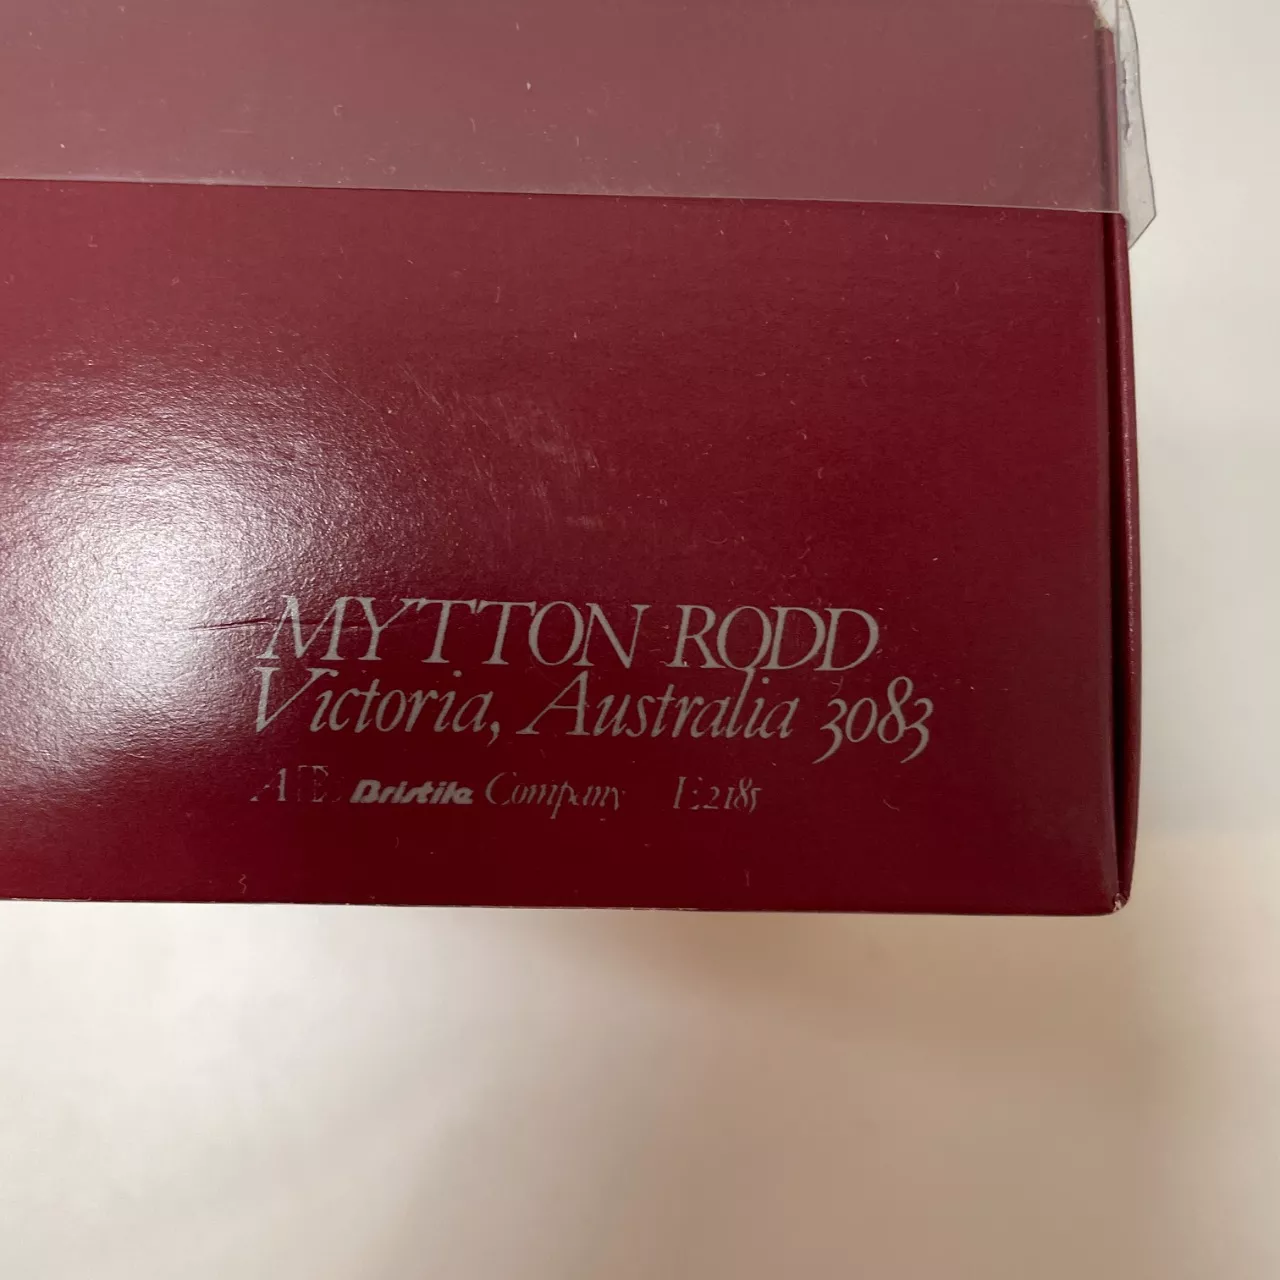 MYTTON RODD
Victoria, Australia 3083
A Bristile Company E2185